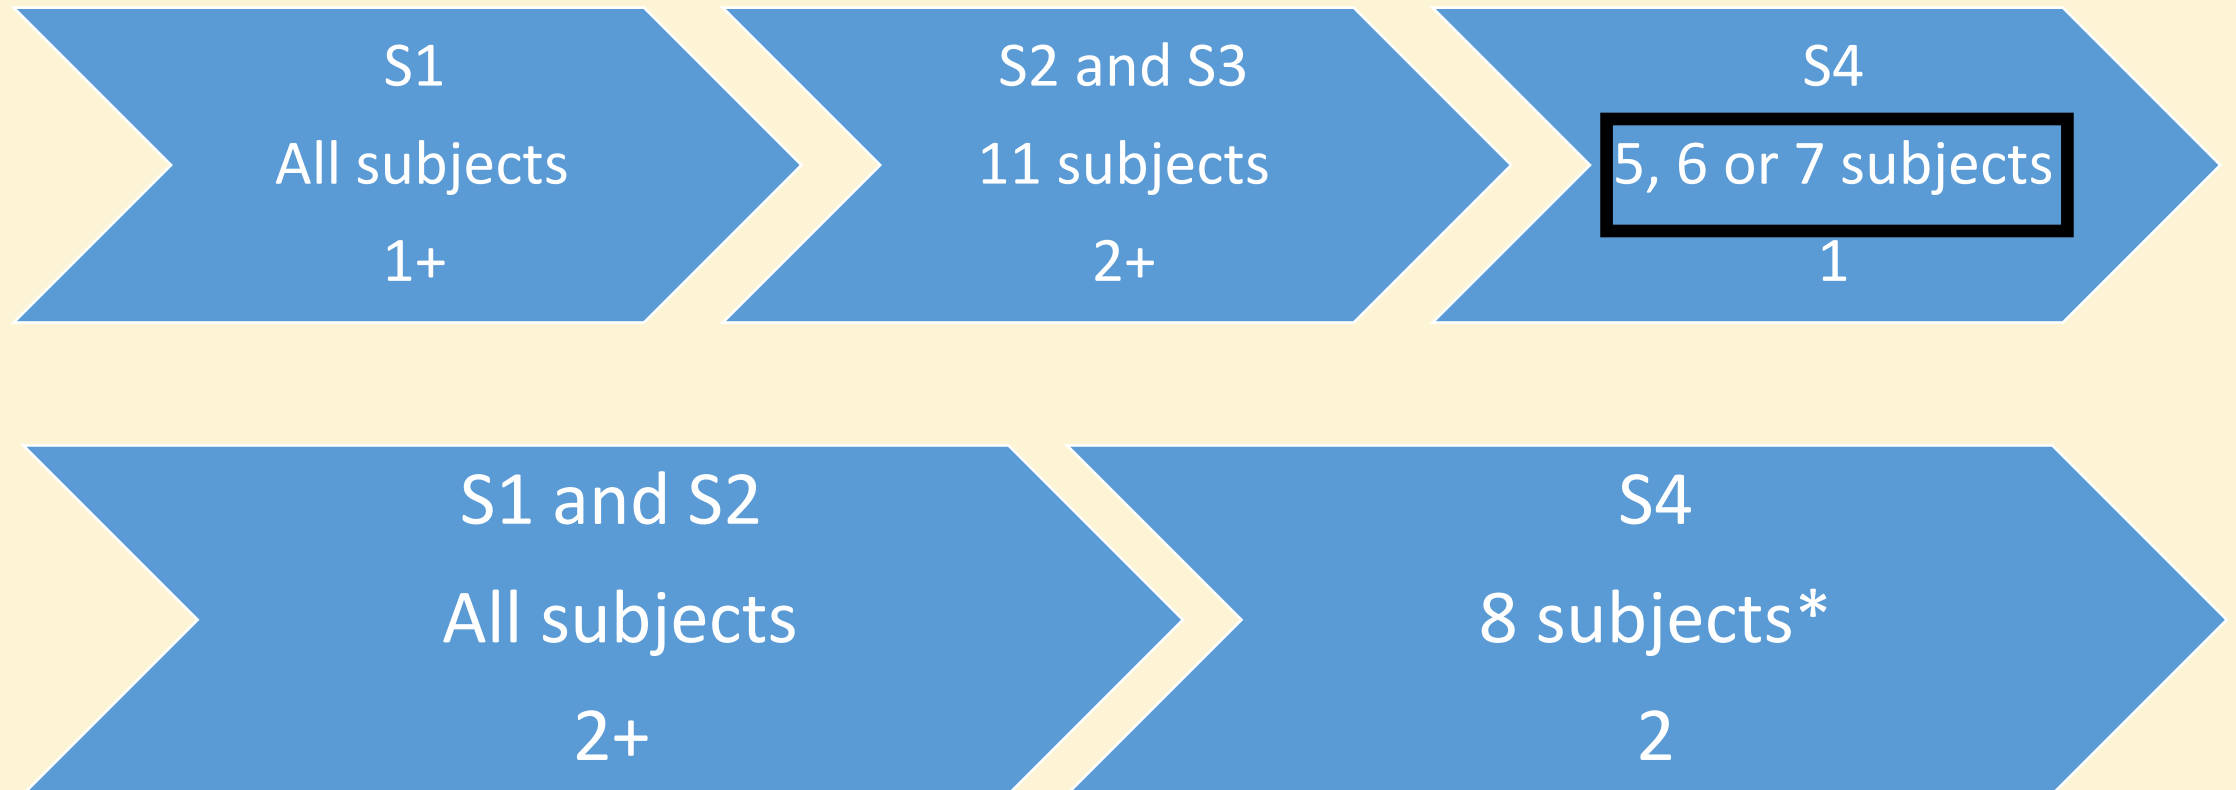 S1
All subjects
1+
S2 and S3
11 subjects
2+
S4
5, 6 or 7 subjects
1
S1 and S2
All subjects
2+
S4
8 subjects*
2